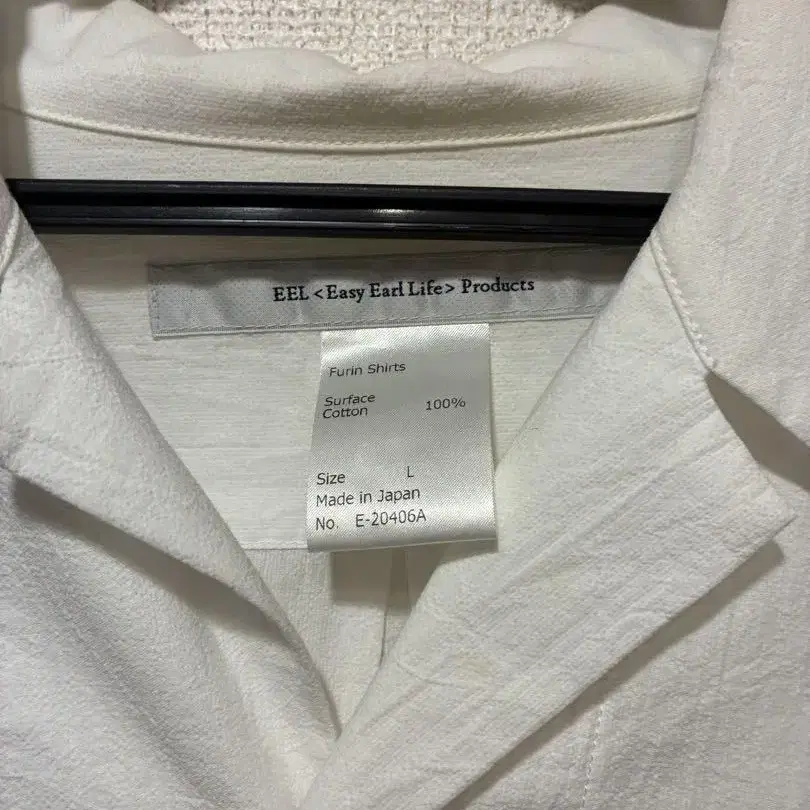 EEL <Easy Earl Life> Products
Furin Shirts
Surface
Cotton 100%
Size L
Made in Japan
No. E-20406A